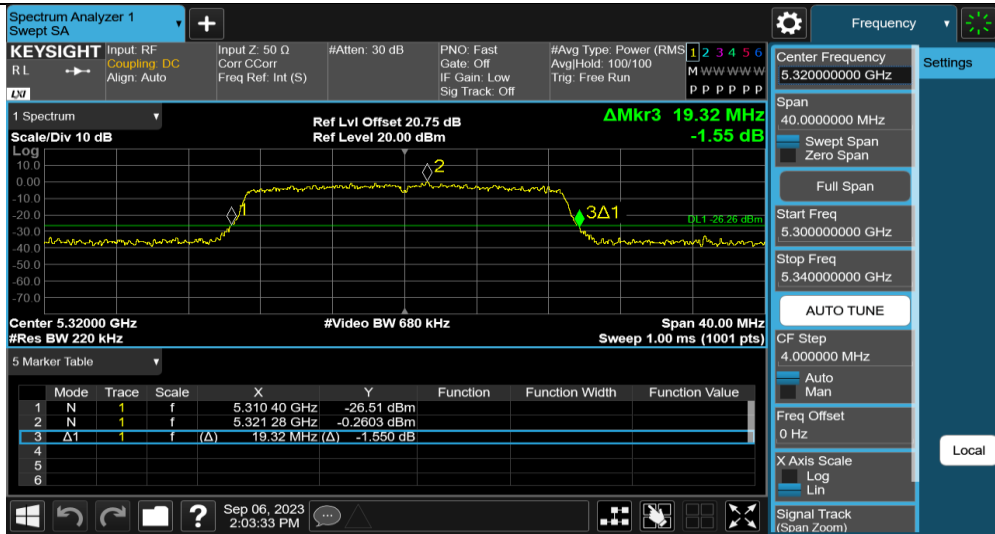 Spectrum Analyzer 1
Swept SA
Frequency
KEYSIGHT
R L
LXI
Input: RF
Coupling: DC
Align: Auto
Input Z: 50 Ω
Corr CCorr
Freq Ref: Int (S)
#Atten: 30 dB
PNO: Fast
Gate: Off
IF Gain: Low
Sig Track: Off
#Avg Type: Power (RMS
Avg|Hold: 100/100
Trig: Free Run
1 2 3 4 5 6
M W W W W W
P P P P P P
1 Spectrum
Scale/Div 10 dB
Ref Lvl Offset 20.75 dB
Ref Level 20.00 dBm
ΔMkr3 19.32 MHz
-1.55 dB
Log
10.0
0.00
-10.0
-20.0
-30.0
-40.0
-50.0
-60.0
-70.0
1
2
3Δ1
DL1 -26.26 dBm
Center 5.32000 GHz
#Video BW 680 kHz
Span 40.00 MHz
#Res BW 220 kHz
Sweep 1.00 ms (1001 pts)
5 Marker Table
Mode Trace Scale X Y Function Function Width Function Value
1 N 1 f 5.310 40 GHz -26.51 dBm
2 N 1 f 5.321 28 GHz -0.2603 dBm
3 Δ1 1 f (Δ) 19.32 MHz (Δ) -1.550 dB
4
5
6
Sep 06, 2023
2:03:33 PM
Center Frequency
5.320000000 GHz
Settings
Span
40.0000000 MHz
Swept Span
Zero Span
Full Span
Start Freq
5.300000000 GHz
Stop Freq
5.340000000 GHz
AUTO TUNE
CF Step
4.000000 MHz
Auto
Man
Freq Offset
0 Hz
Local
X Axis Scale
Log
Lin
Signal Track
(Span Zoom)